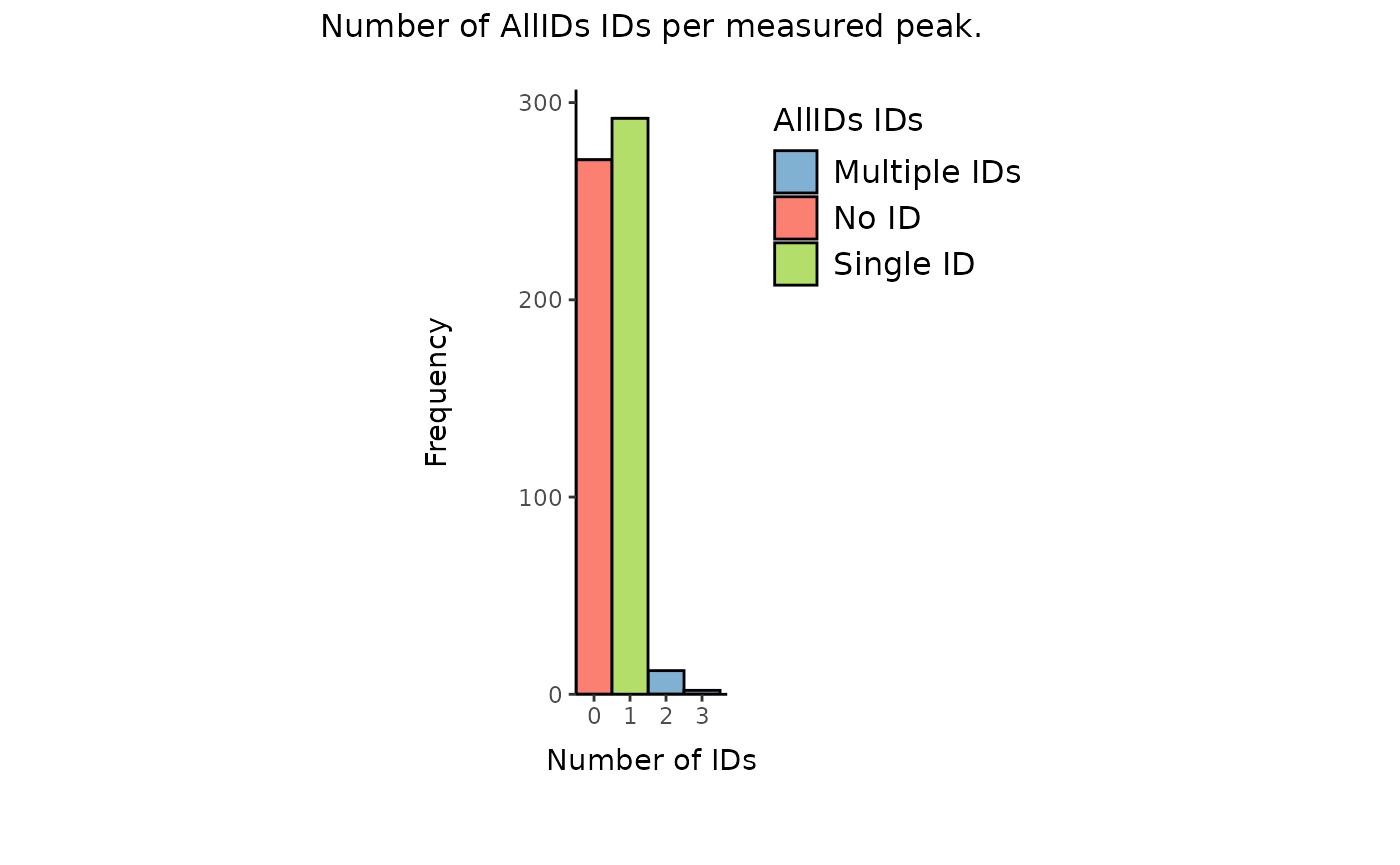 Number of AllIDs IDs per measured peak.
300
200
100
0
Frequency
0 1 2 3
Number of IDs
AllIDs IDs
Multiple IDs
No ID
Single ID